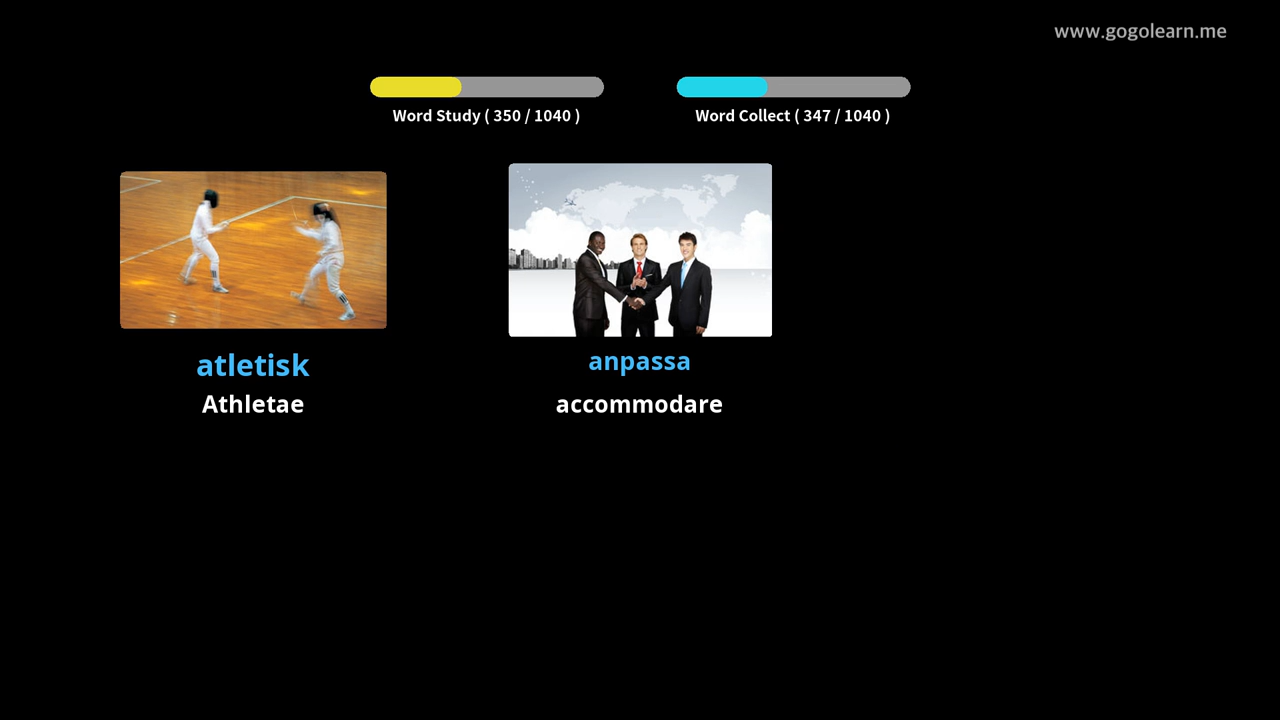 www.gogolearn.me
Word Study ( 350 / 1040 )
Word Collect ( 347 / 1040 )
atletisk
Athletae
anpassa
accommodare